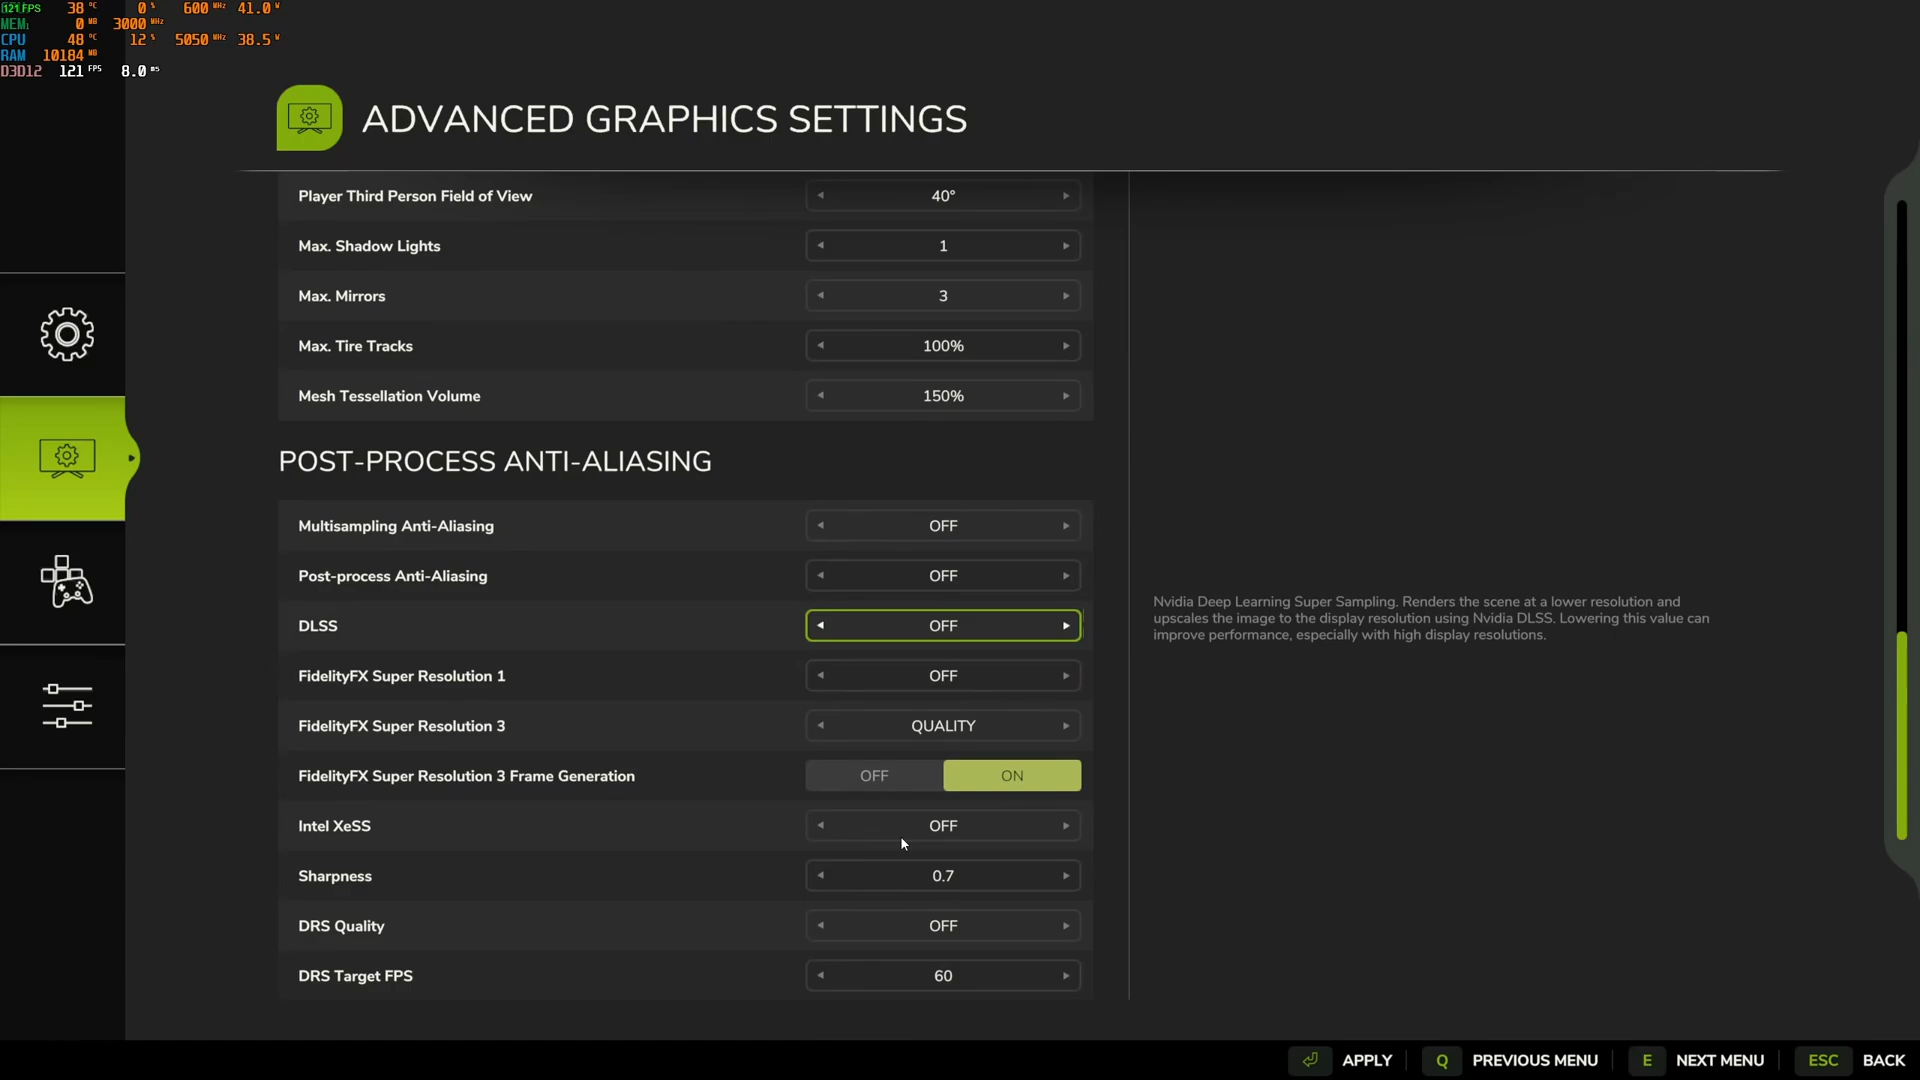 121 FPS 38 °C 0 % 600 MHz 41.0 W
MEM 0 MB 3000 MHz
CPU 48 °C 12 % 5050 MHz 38.5 W
RAM 10184 MB
D3D12 121 FPS 8.0 ms
ADVANCED GRAPHICS SETTINGS
Player Third Person Field of View 40°
Max. Shadow Lights 1
Max. Mirrors 3
Max. Tire Tracks 100%
Mesh Tessellation Volume 150%
POST-PROCESS ANTI-ALIASING
Multisampling Anti-Aliasing OFF
Post-process Anti-Aliasing OFF
DLSS OFF
FidelityFX Super Resolution 1 OFF
FidelityFX Super Resolution 3 QUALITY
FidelityFX Super Resolution 3 Frame Generation OFF ON
Intel XeSS OFF
Sharpness 0.7
DRS Quality OFF
DRS Target FPS 60
Nvidia Deep Learning Super Sampling. Renders the scene at a lower resolution and
upscales the image to the display resolution using Nvidia DLSS. Lowering this value can
improve performance, especially with high display resolutions.
APPLY Q PREVIOUS MENU E NEXT MENU ESC BACK